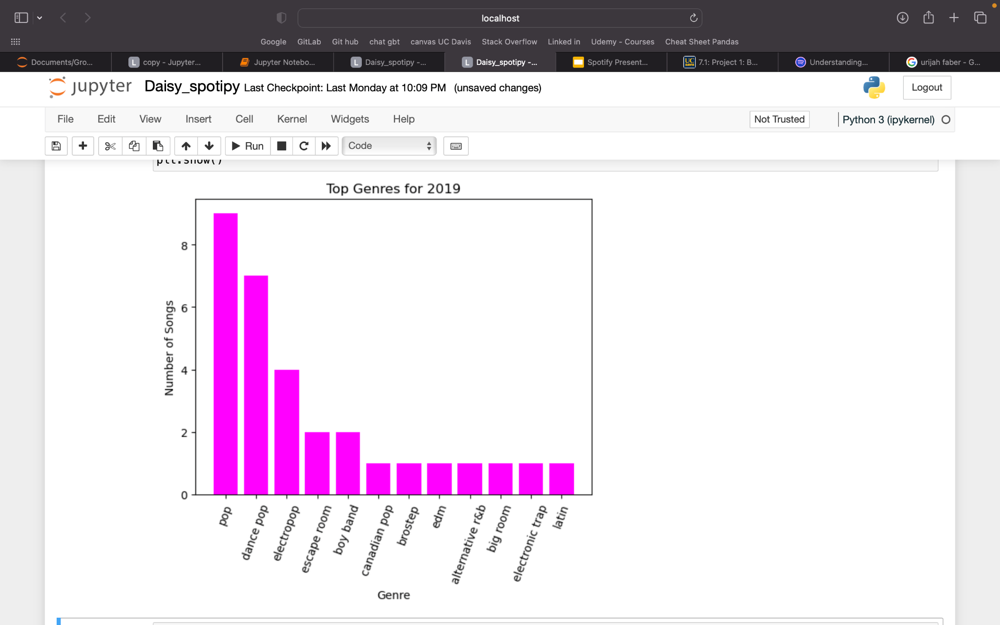 localhost
Google GitLab Git hub chat gbt canvas UC Davis Stack Overflow Linked in Udemy - Courses Cheat Sheet Pandas
Documents/Gro... L copy - Jupyter... Jupyter Notebo... L Daisy_spotipy -... L Daisy_spotipy -... Spotify Present... UC DAVIS 7.1: Project 1: B... Understanding... G urijah faber - G...
jupyter Daisy_spotipy Last Checkpoint: Last Monday at 10:09 PM (unsaved changes) Logout
File Edit View Insert Cell Kernel Widgets Help Not Trusted Python 3 (ipykernel)
Run Code
plt.show()
Top Genres for 2019
8
6
4
2
0
Number of Songs
pop dance pop electropop escape room boy band canadian pop brostep edm alternative r&b big room electronic trap latin
Genre